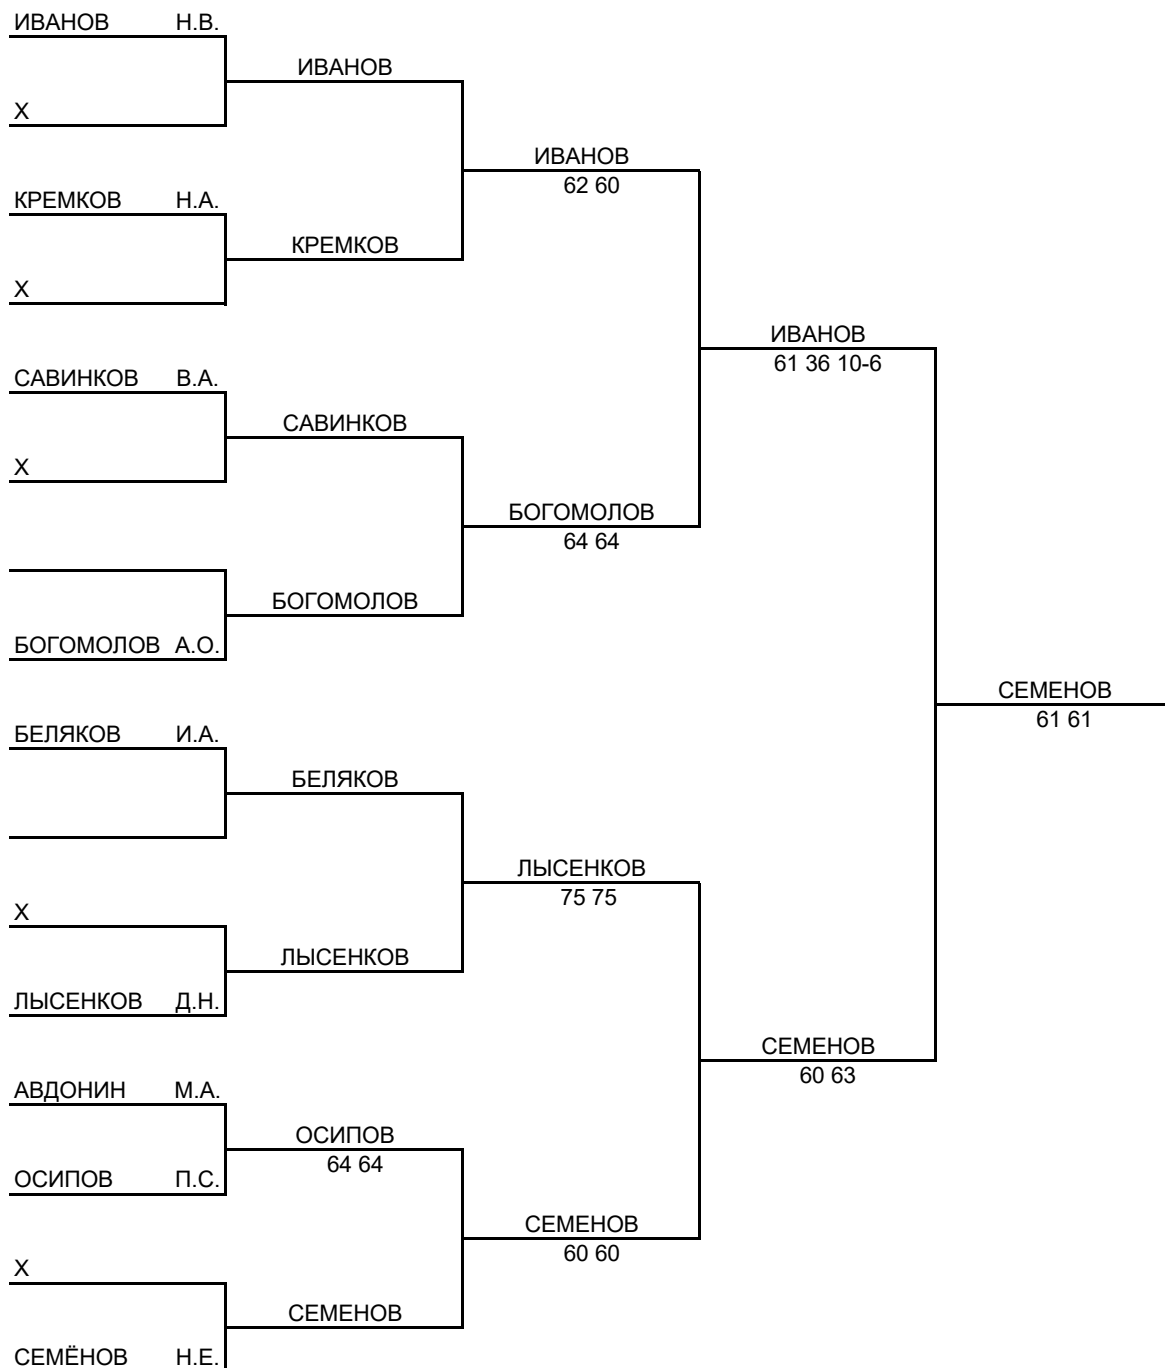 ИВАНОВ Н.В.
ИВАНОВ
X
ИВАНОВ
62 60
КРЕМКОВ Н.А.
КРЕМКОВ
X
ИВАНОВ
61 36 10-6
САВИНКОВ В.А.
САВИНКОВ
X
БОГОМОЛОВ
64 64
БОГОМОЛОВ
БОГОМОЛОВ А.О.
СЕМЕНОВ
61 61
БЕЛЯКОВ И.А.
БЕЛЯКОВ
ЛЫСЕНКОВ
75 75
X
ЛЫСЕНКОВ
ЛЫСЕНКОВ Д.Н.
СЕМЕНОВ
60 63
АВДОНИН М.А.
ОСИПОВ
64 64
ОСИПОВ П.С.
СЕМЕНОВ
60 60
X
СЕМЕНОВ
СЕМЁНОВ Н.Е.